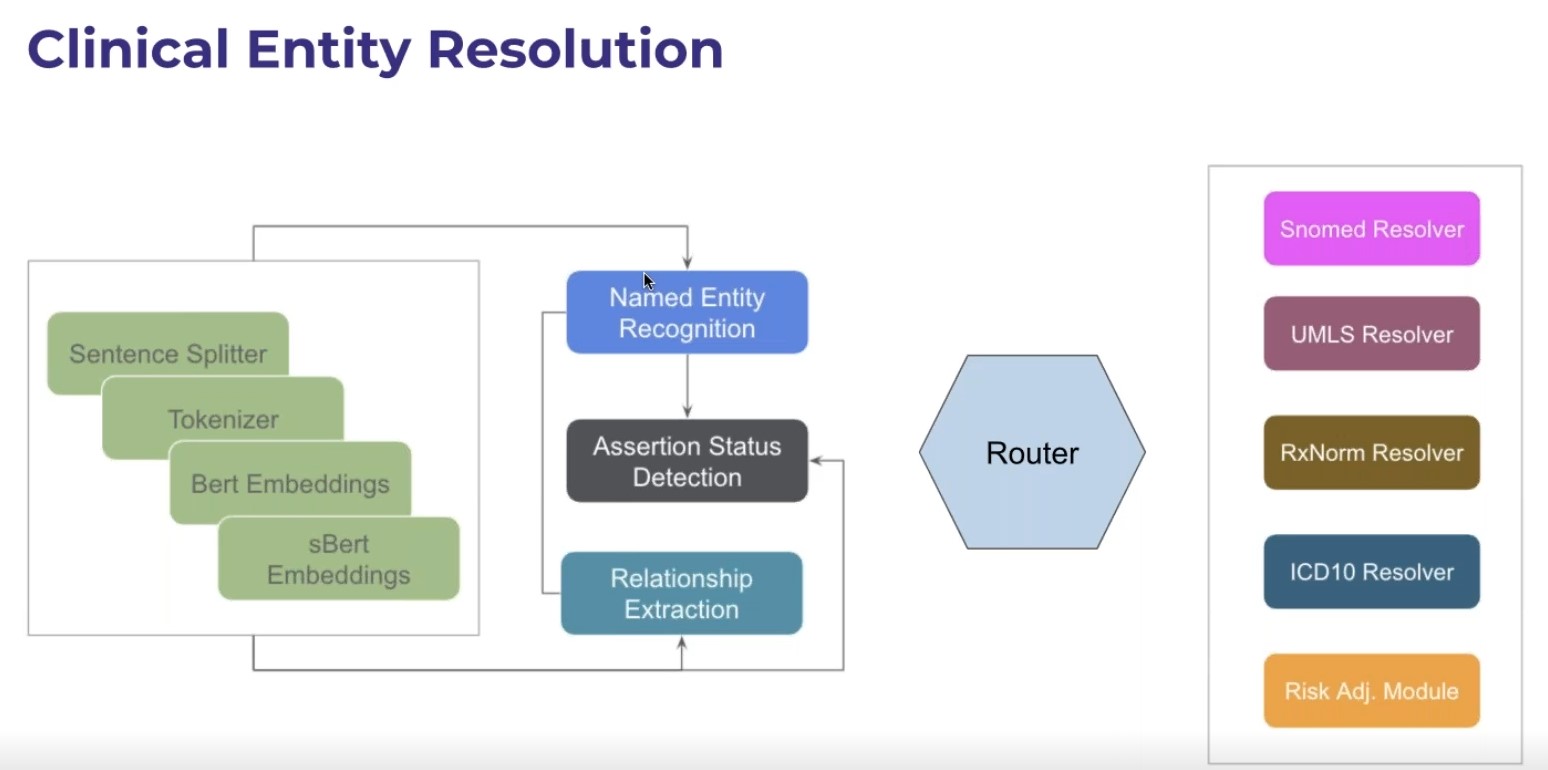 Clinical Entity Resolution
Sentence Splitter
Tokenizer
Bert Embeddings
sBert
Embeddings
Named Entity
Recognition
Assertion Status
Detection
Relationship
Extraction
Router
Snomed Resolver
UMLS Resolver
RxNorm Resolver
ICD10 Resolver
Risk Adj. Module